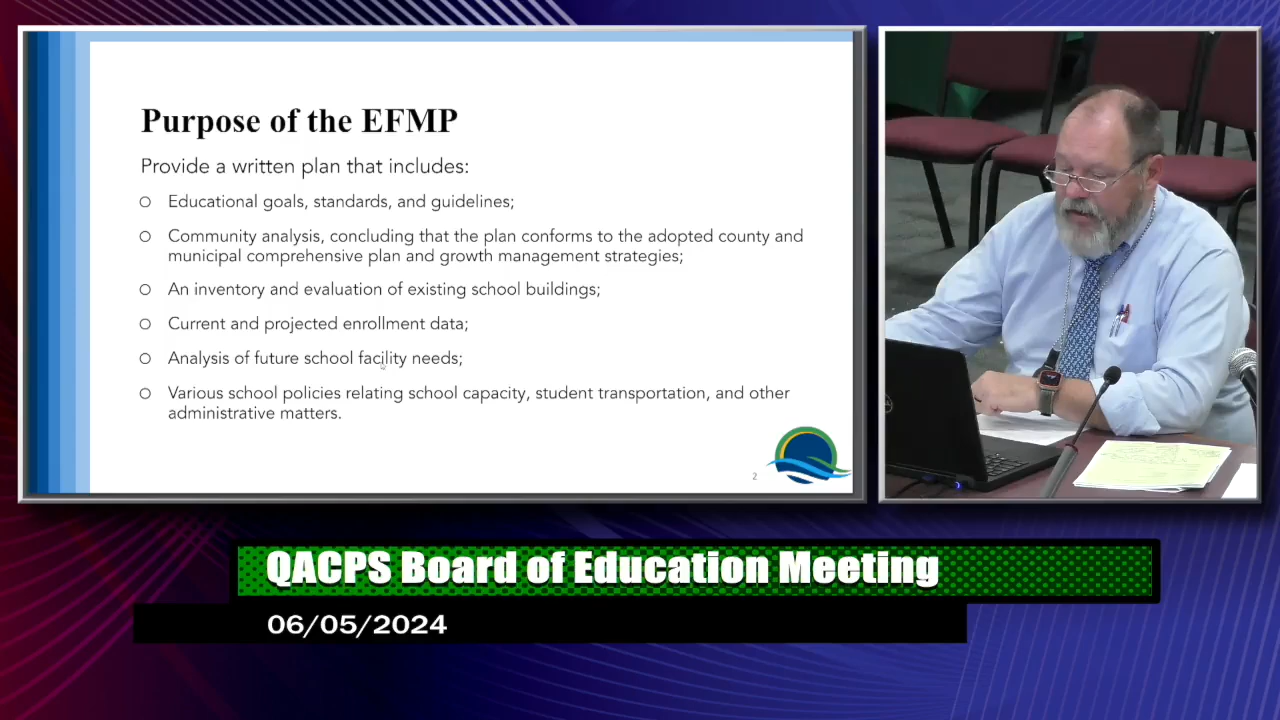 Purpose of the EFMP
Provide a written plan that includes:
Educational goals, standards, and guidelines;
Community analysis, concluding that the plan conforms to the adopted county and
municipal comprehensive plan and growth management strategies;
An inventory and evaluation of existing school buildings;
Current and projected enrollment data;
Analysis of future school facility needs;
Various school policies relating school capacity, student transportation, and other
administrative matters.
2
QACPS Board of Education Meeting
06/05/2024